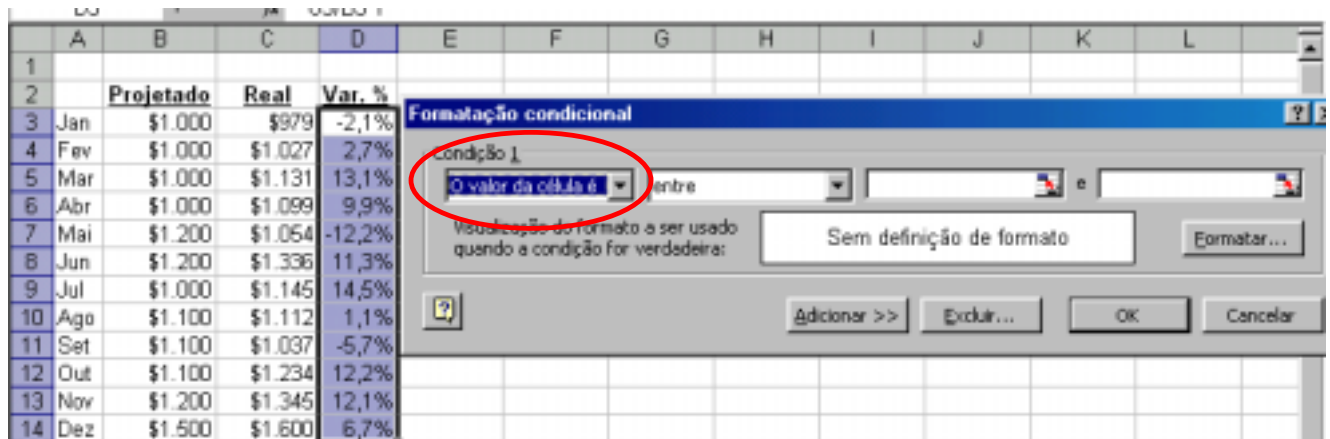 A B C D E F G H I J K L
1
2 Projetado Real Var. %
3 Jan $1.000 $979 -2,1%
4 Fev $1.000 $1.027 2,7%
5 Mar $1.000 $1.131 13,1%
6 Abr $1.000 $1.099 9,9%
7 Mai $1.200 $1.054 -12,2%
8 Jun $1.200 $1.336 11,3%
9 Jul $1.000 $1.145 14,5%
10 Ago $1.100 $1.112 1,1%
11 Set $1.100 $1.037 -5,7%
12 Out $1.100 $1.234 12,2%
13 Nov $1.200 $1.345 12,1%
14 Dez $1.500 $1.600 6,7%
Formatação condicional
Condição 1
O valor da célula é entre e
Visualização do formato a ser usado
quando a condição for verdadeira:
Sem definição de formato
Formatar...
Adicionar >> Excluir... OK Cancelar